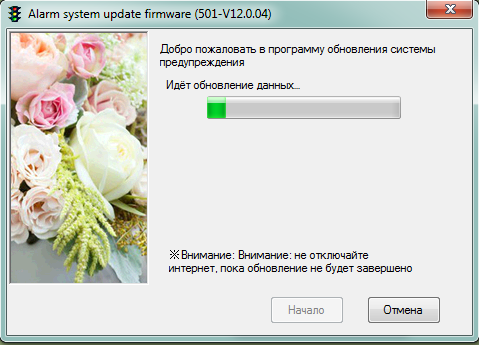 Alarm system update firmware (501-V12.0.04)
Добро пожаловать в программу обновления системы
предупреждения
Идёт обновление данных...
※Внимание: Внимание: не отключайте
интернет, пока обновление не будет завершено
Начало
Отмена